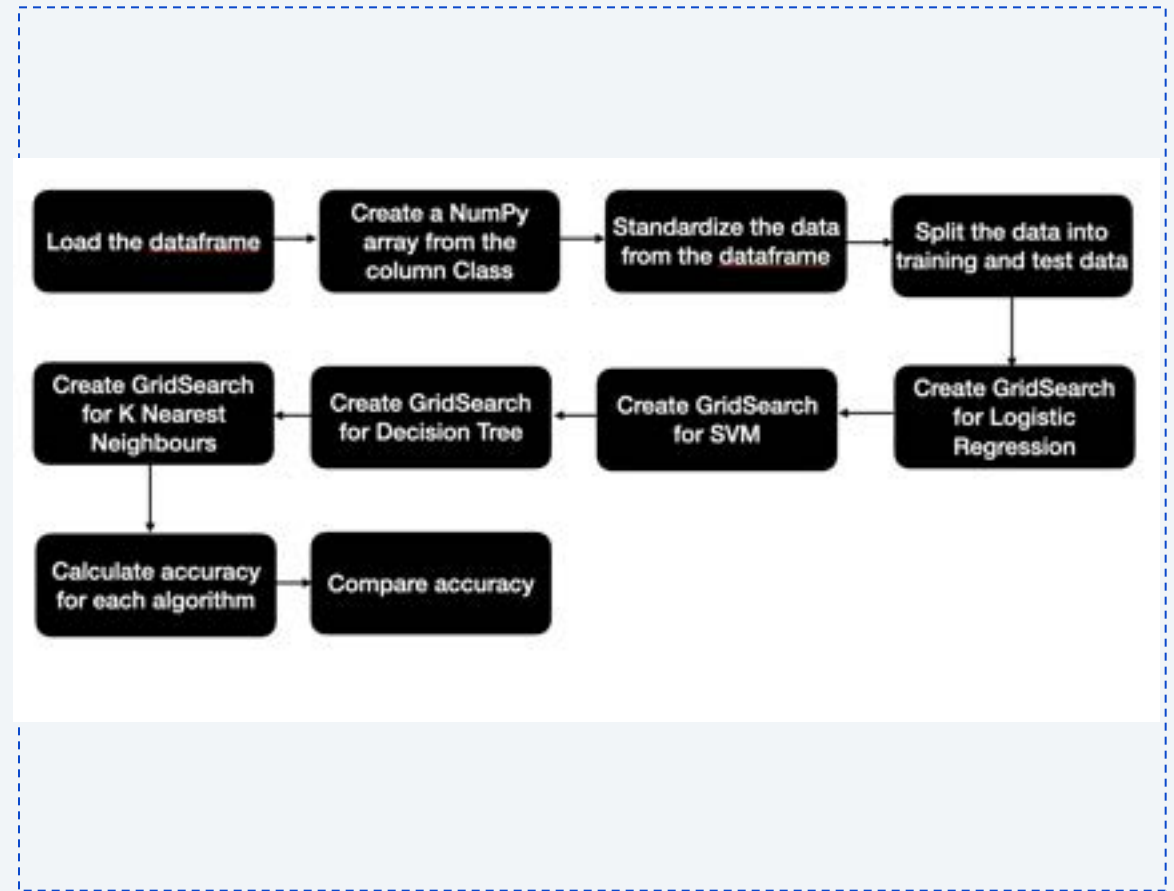 Load the dataframe
Create a NumPy
array from the
column Class
Standardize the data
from the dataframe
Split the data into
training and test data
Create GridSearch
for Logistic
Regression
Create GridSearch
for SVM
Create GridSearch
for Decision Tree
Create GridSearch
for K Nearest
Neighbours
Calculate accuracy
for each algorithm
Compare accuracy